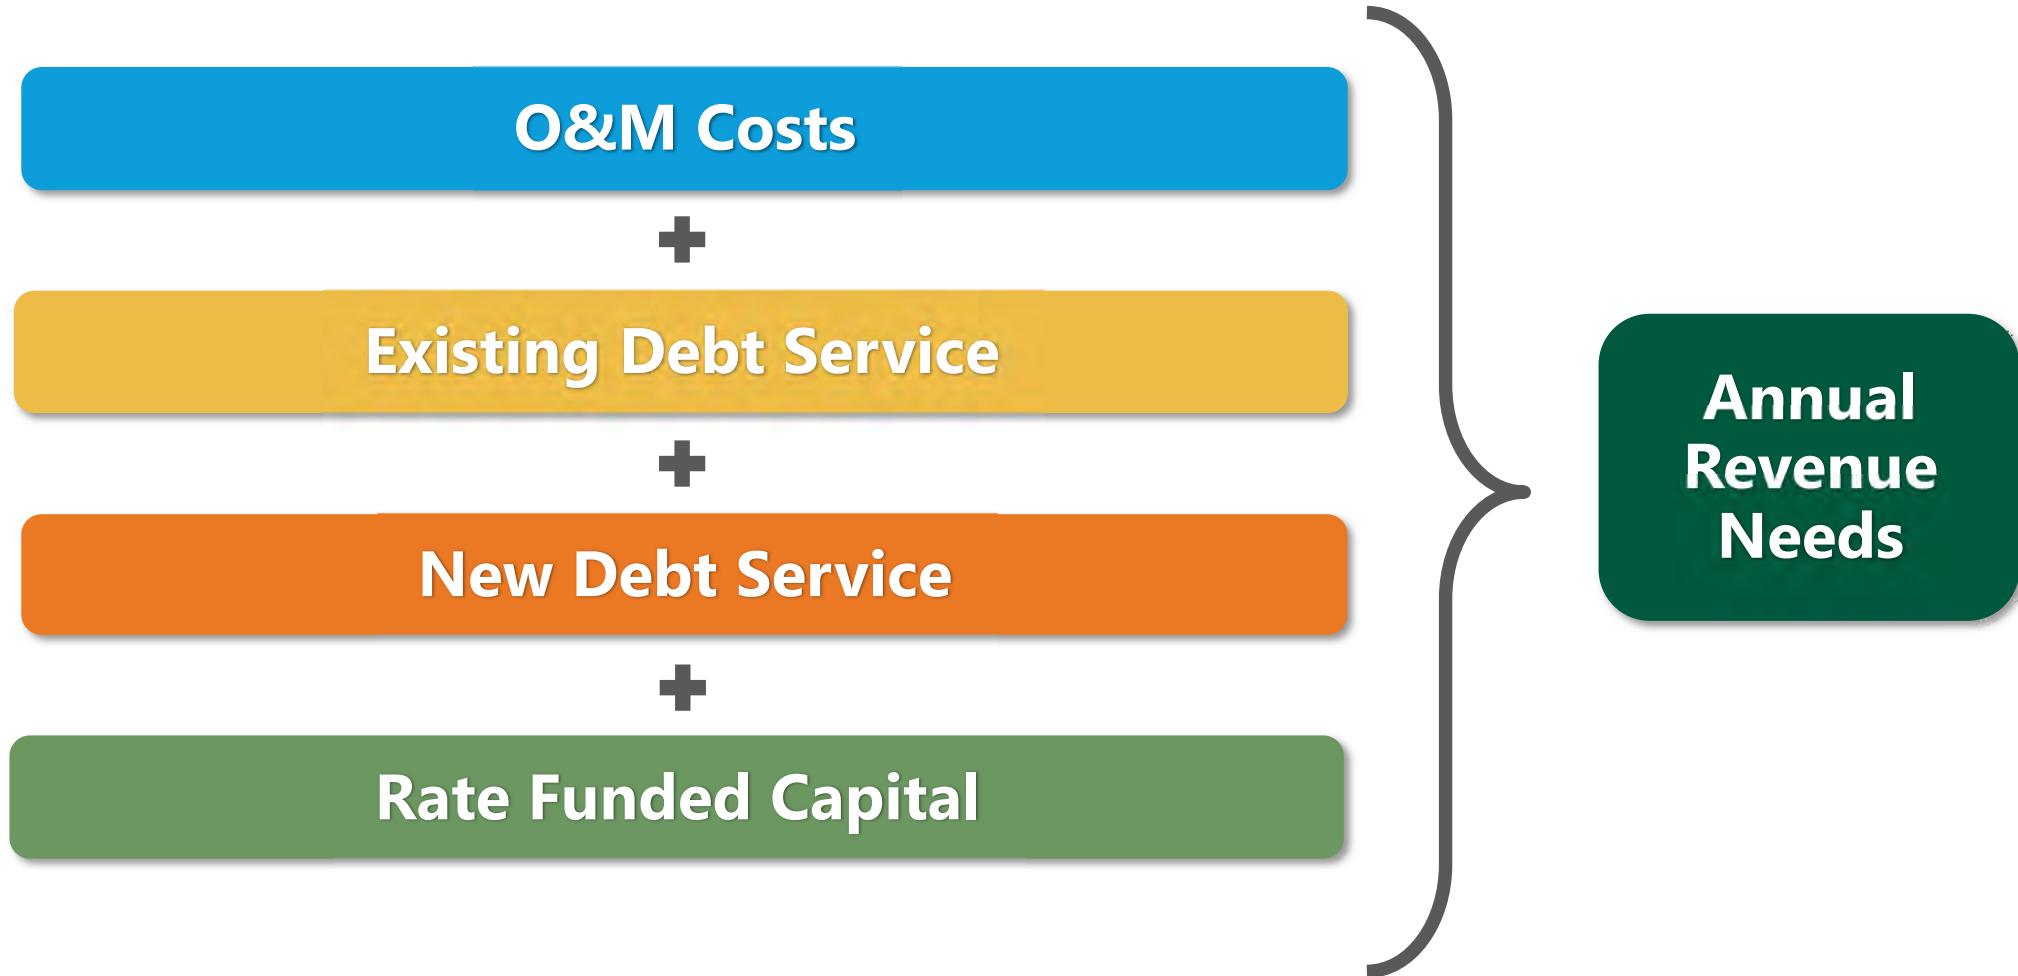 O&M Costs
Existing Debt Service
New Debt Service
Rate Funded Capital
Annual
Revenue
Needs